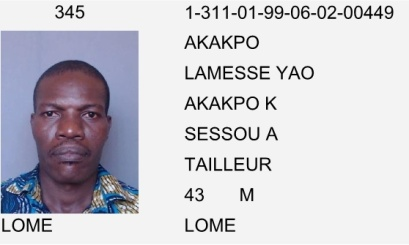 345
1-311-01-99-06-02-00449
AKAKPO
LAMESSE YAO
AKAKPO K
SESSOU A
TAILLEUR
43 M
LOME
LOME